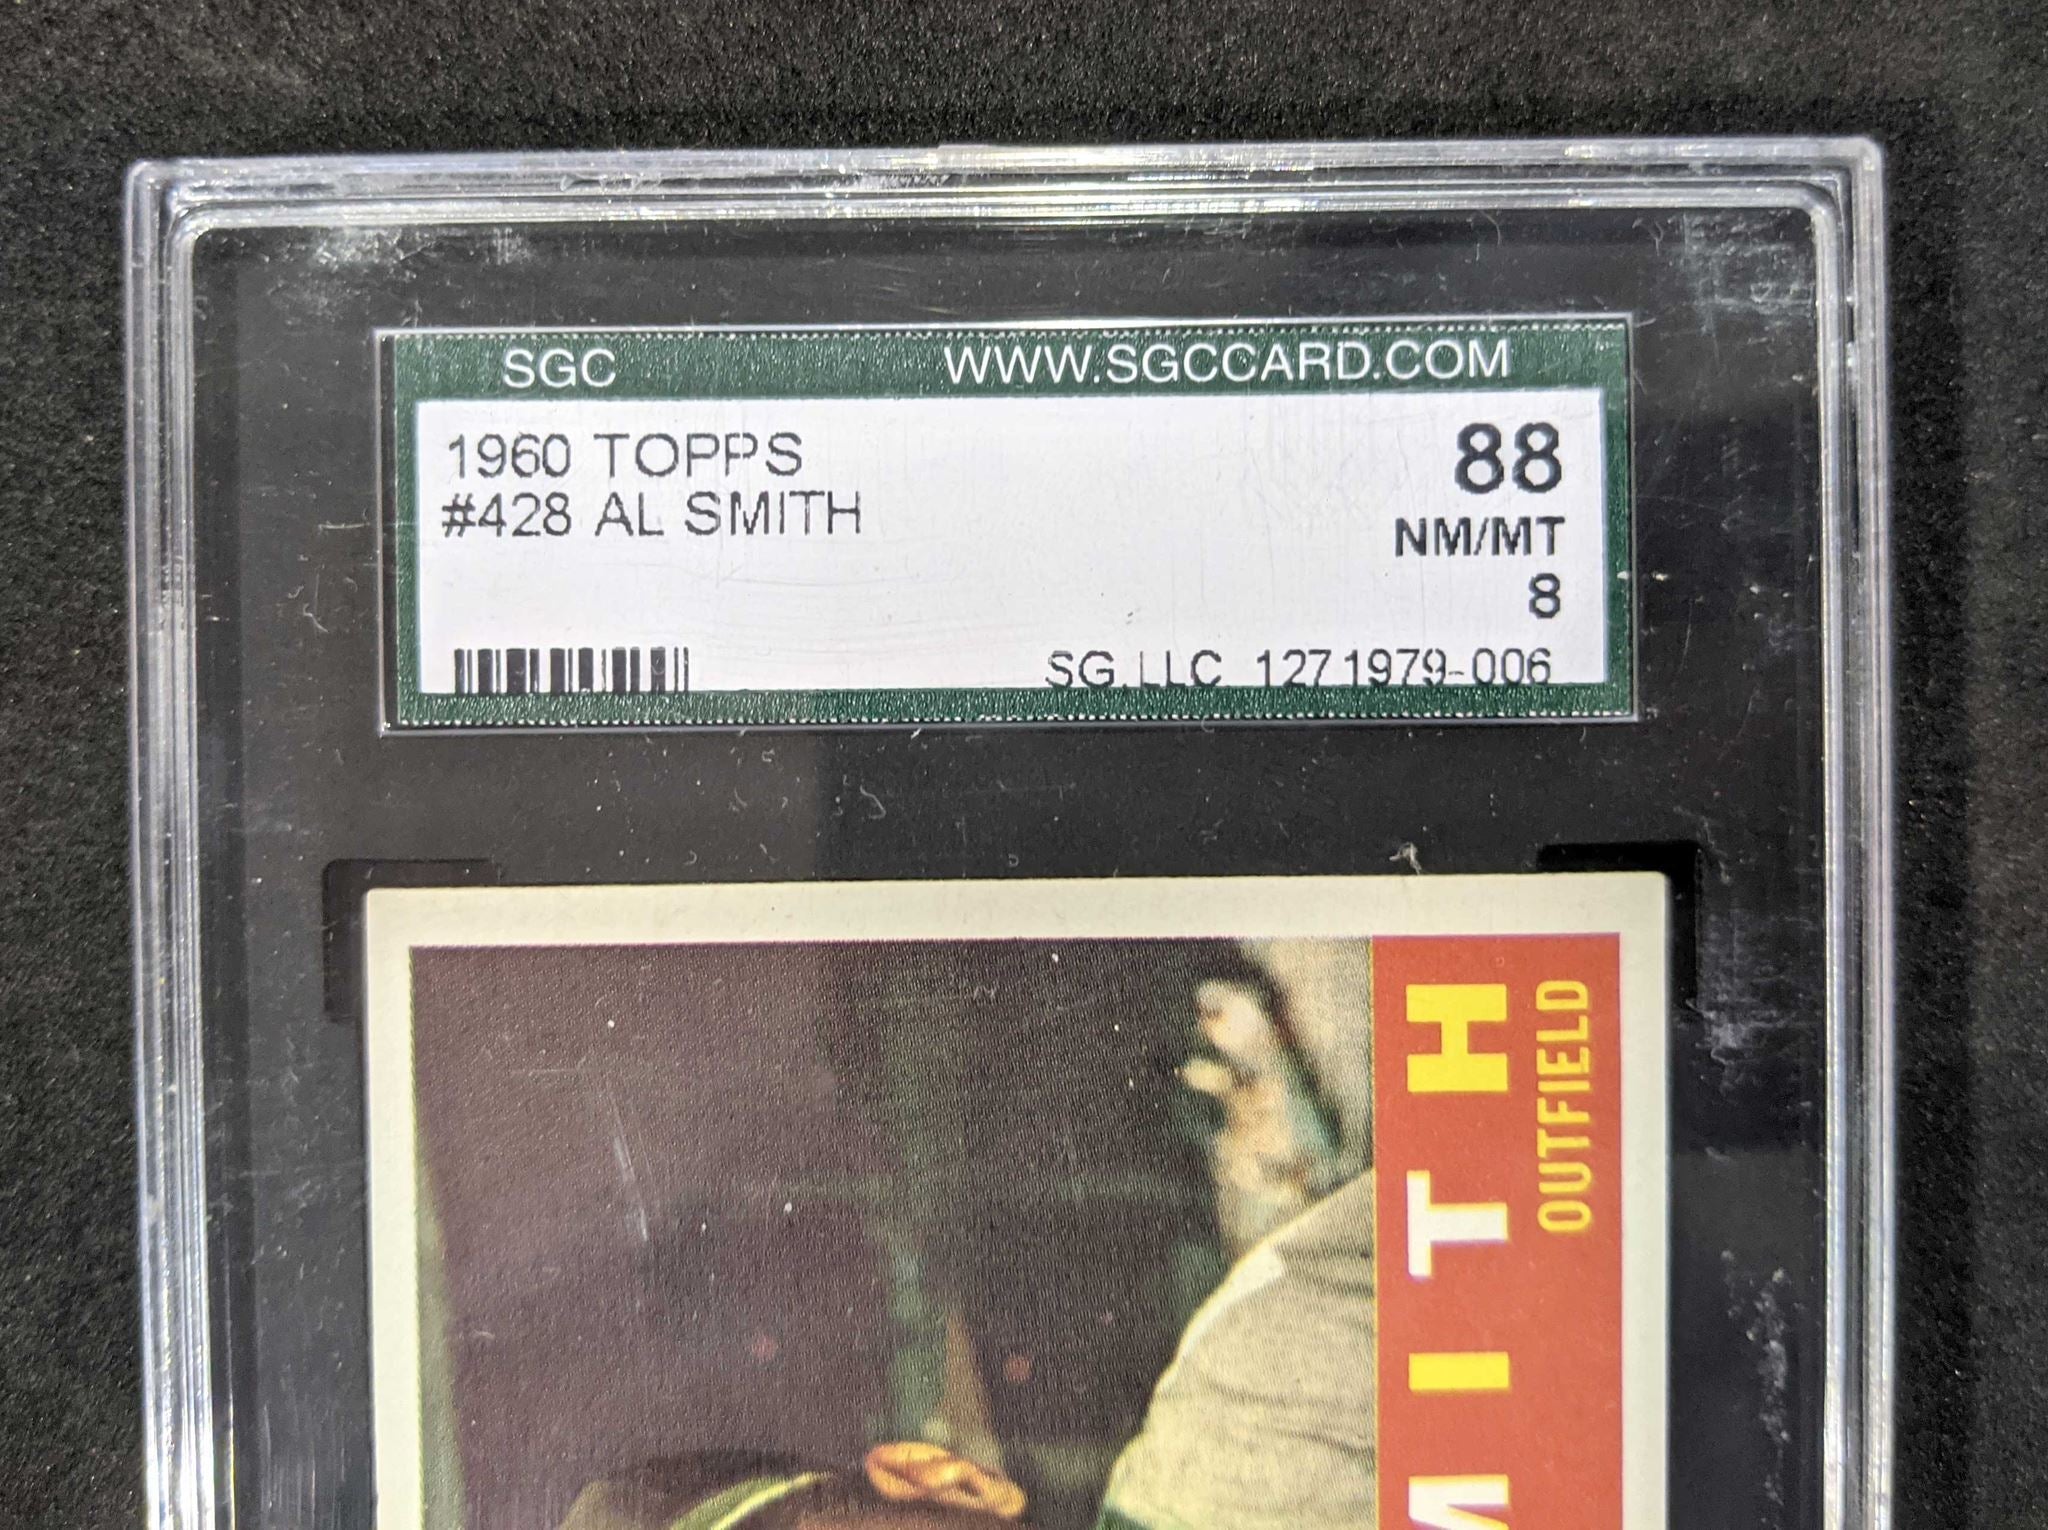 SGC WWW.SGCCARD.COM
1960 TOPPS 88
#428 AL SMITH NM/MT
8
SG.LLC 1271979-006
MITH
OUTFIELD